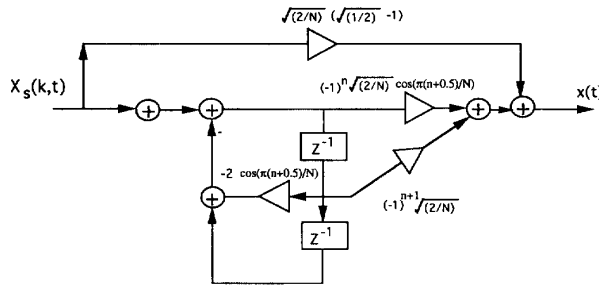 √(2/N) (√(1/2) -1)
X_s(k,t)
(-1)^n √(2/N) cos(π(n+0.5)/N)
x(t)
+
+
+
+
-
z^-1
-2 cos(π(n+0.5)/N)
+
(-1)^n+1 √(2/N)
z^-1